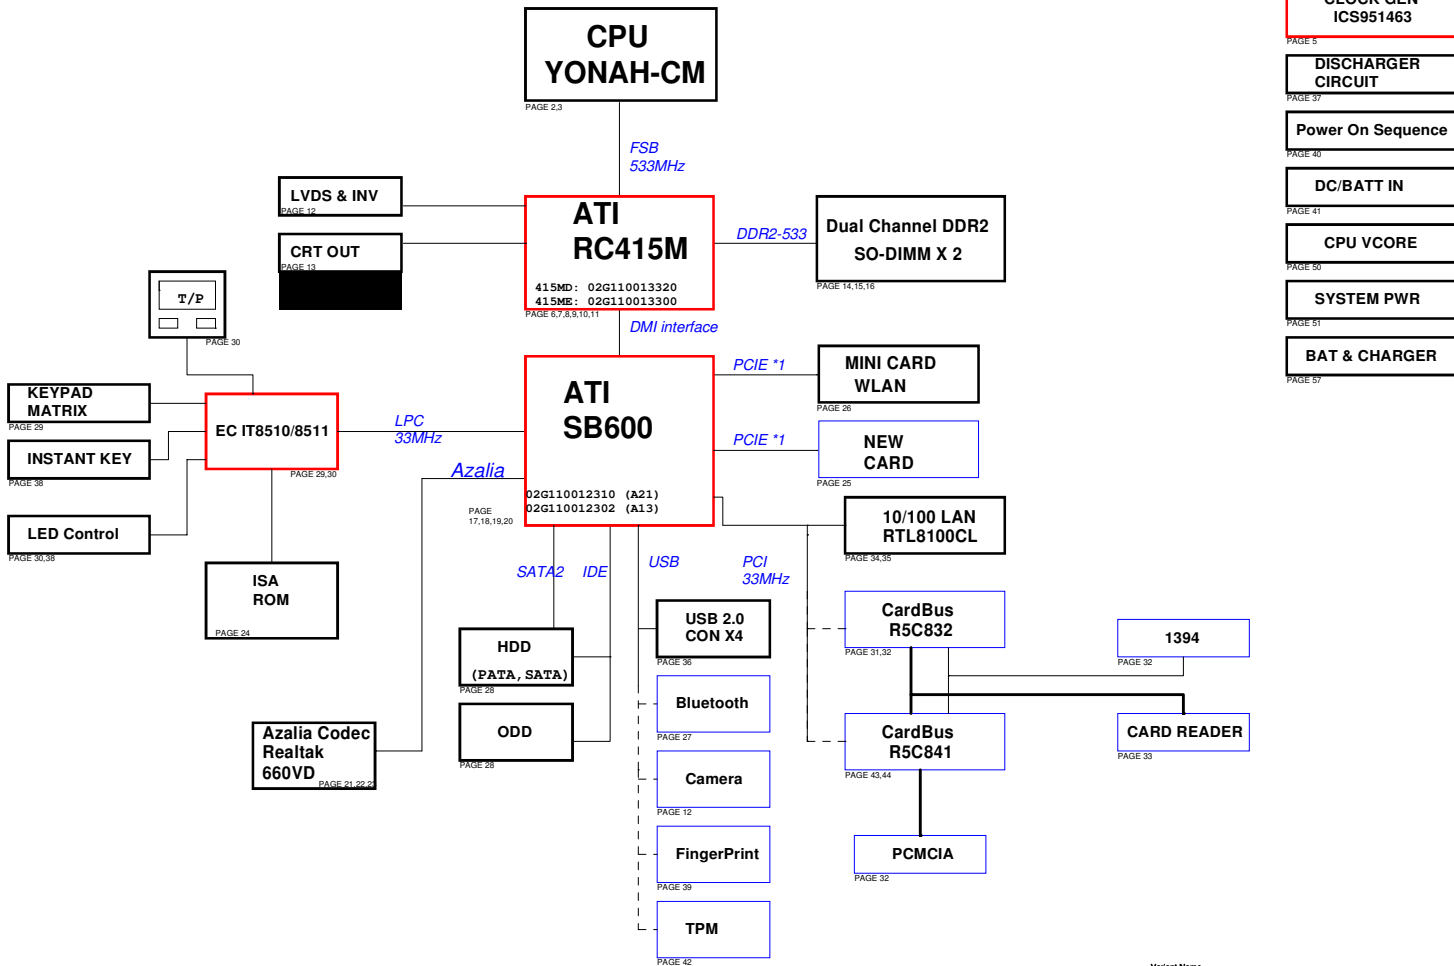 CPU
YONAH-CM
PAGE 2,3
FSB
533MHz
LVDS & INV
PAGE 12
CRT OUT
PAGE 13
ATI
RC415M
415MD: 02G110013320
415ME: 02G110013300
PAGE 6,7,8,9,10,11
DDR2-533
Dual Channel DDR2
SO-DIMM X 2
PAGE 14,15,16
DMI interface
T/P
PAGE 30
KEYPAD
MATRIX
PAGE 29
INSTANT KEY
PAGE 38
LED Control
PAGE 30,38
EC IT8510/8511
PAGE 29,30
ISA
ROM
PAGE 24
LPC
33MHz
Azalia
ATI
SB600
02G110012310 (A21)
02G110012302 (A13)
PAGE
17,18,19,20
PCIE *1
MINI CARD
WLAN
PAGE 26
PCIE *1
NEW
CARD
PAGE 25
10/100 LAN
RTL8100CL
PAGE 34,35
SATA2
IDE
USB
PCI
33MHz
HDD
(PATA,SATA)
PAGE 28
ODD
PAGE 28
Azalia Codec
Realtak
660VD
PAGE 21,22,2
USB 2.0
CON X4
PAGE 36
Bluetooth
PAGE 27
Camera
PAGE 12
FingerPrint
PAGE 39
TPM
PAGE 42
CardBus
R5C832
PAGE 31,32
CardBus
R5C841
PAGE 43,44
PCMCIA
PAGE 32
1394
PAGE 32
CARD READER
PAGE 33
CLOCK GEN
ICS951463
PAGE 5
DISCHARGER
CIRCUIT
PAGE 37
Power On Sequence
PAGE 40
DC/BATT IN
PAGE 41
CPU VCORE
PAGE 50
SYSTEM PWR
PAGE 51
BAT & CHARGER
PAGE 57
Variant Name